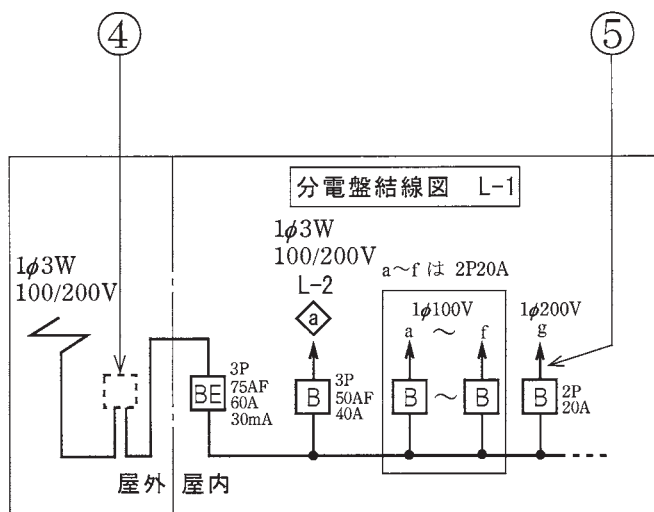 ④
⑤
分電盤結線図 L-1
1φ3W
100/200V
1φ3W
100/200V
L-2
a
a～f は 2P20A
1φ100V
a ～ f
1φ200V
g
BE
3P
75AF
60A
30mA
B
3P
50AF
40A
B ～ B
B
2P
20A
屋外 屋内